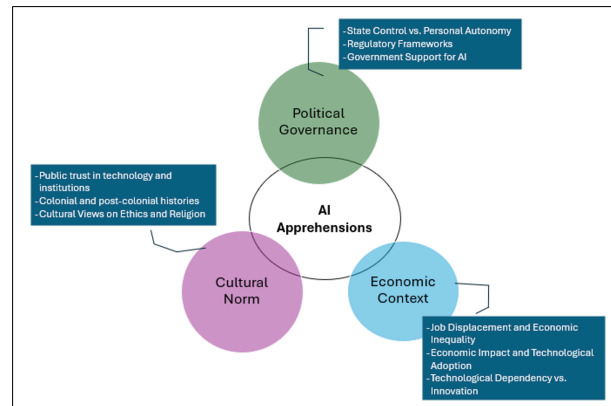 -State Control vs. Personal Autonomy
-Regulatory Frameworks
-Government Support for AI
Political
Governance
-Public trust in technology and
institutions
-Colonial and post-colonial histories
-Cultural Views on Ethics and Religion
AI
Apprehensions
Cultural
Norm
Economic
Context
-Job Displacement and Economic
Inequality
-Economic Impact and Technological
Adoption
-Technological Dependency vs.
Innovation